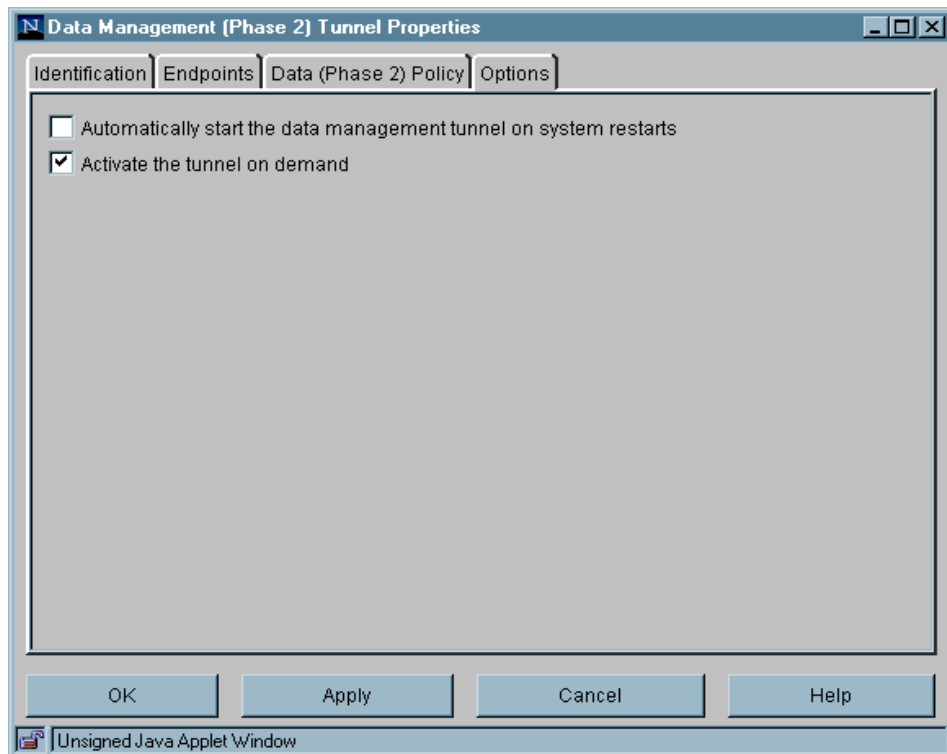 N Data Management (Phase 2) Tunnel Properties
Identification Endpoints Data (Phase 2) Policy Options
Automatically start the data management tunnel on system restarts
Activate the tunnel on demand
OK Apply Cancel Help
Unsigned Java Applet Window